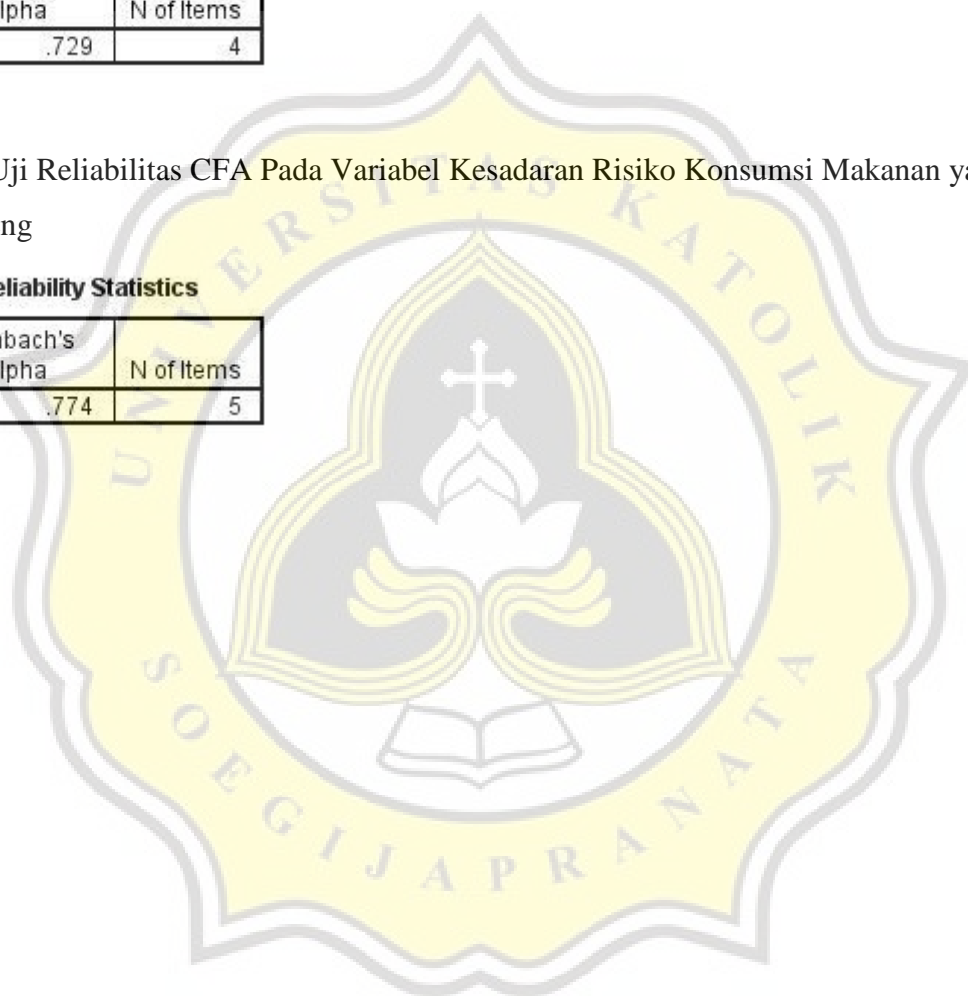 lpha N of Items
.729 4
Uji Reliabilitas CFA Pada Variabel Kesadaran Risiko Konsumsi Makanan ya
ng
eliability Statistics
nbach's
lpha N of Items
.774 5
UNIVERSITAS KATOLIK
SOEGIJAPRANATA